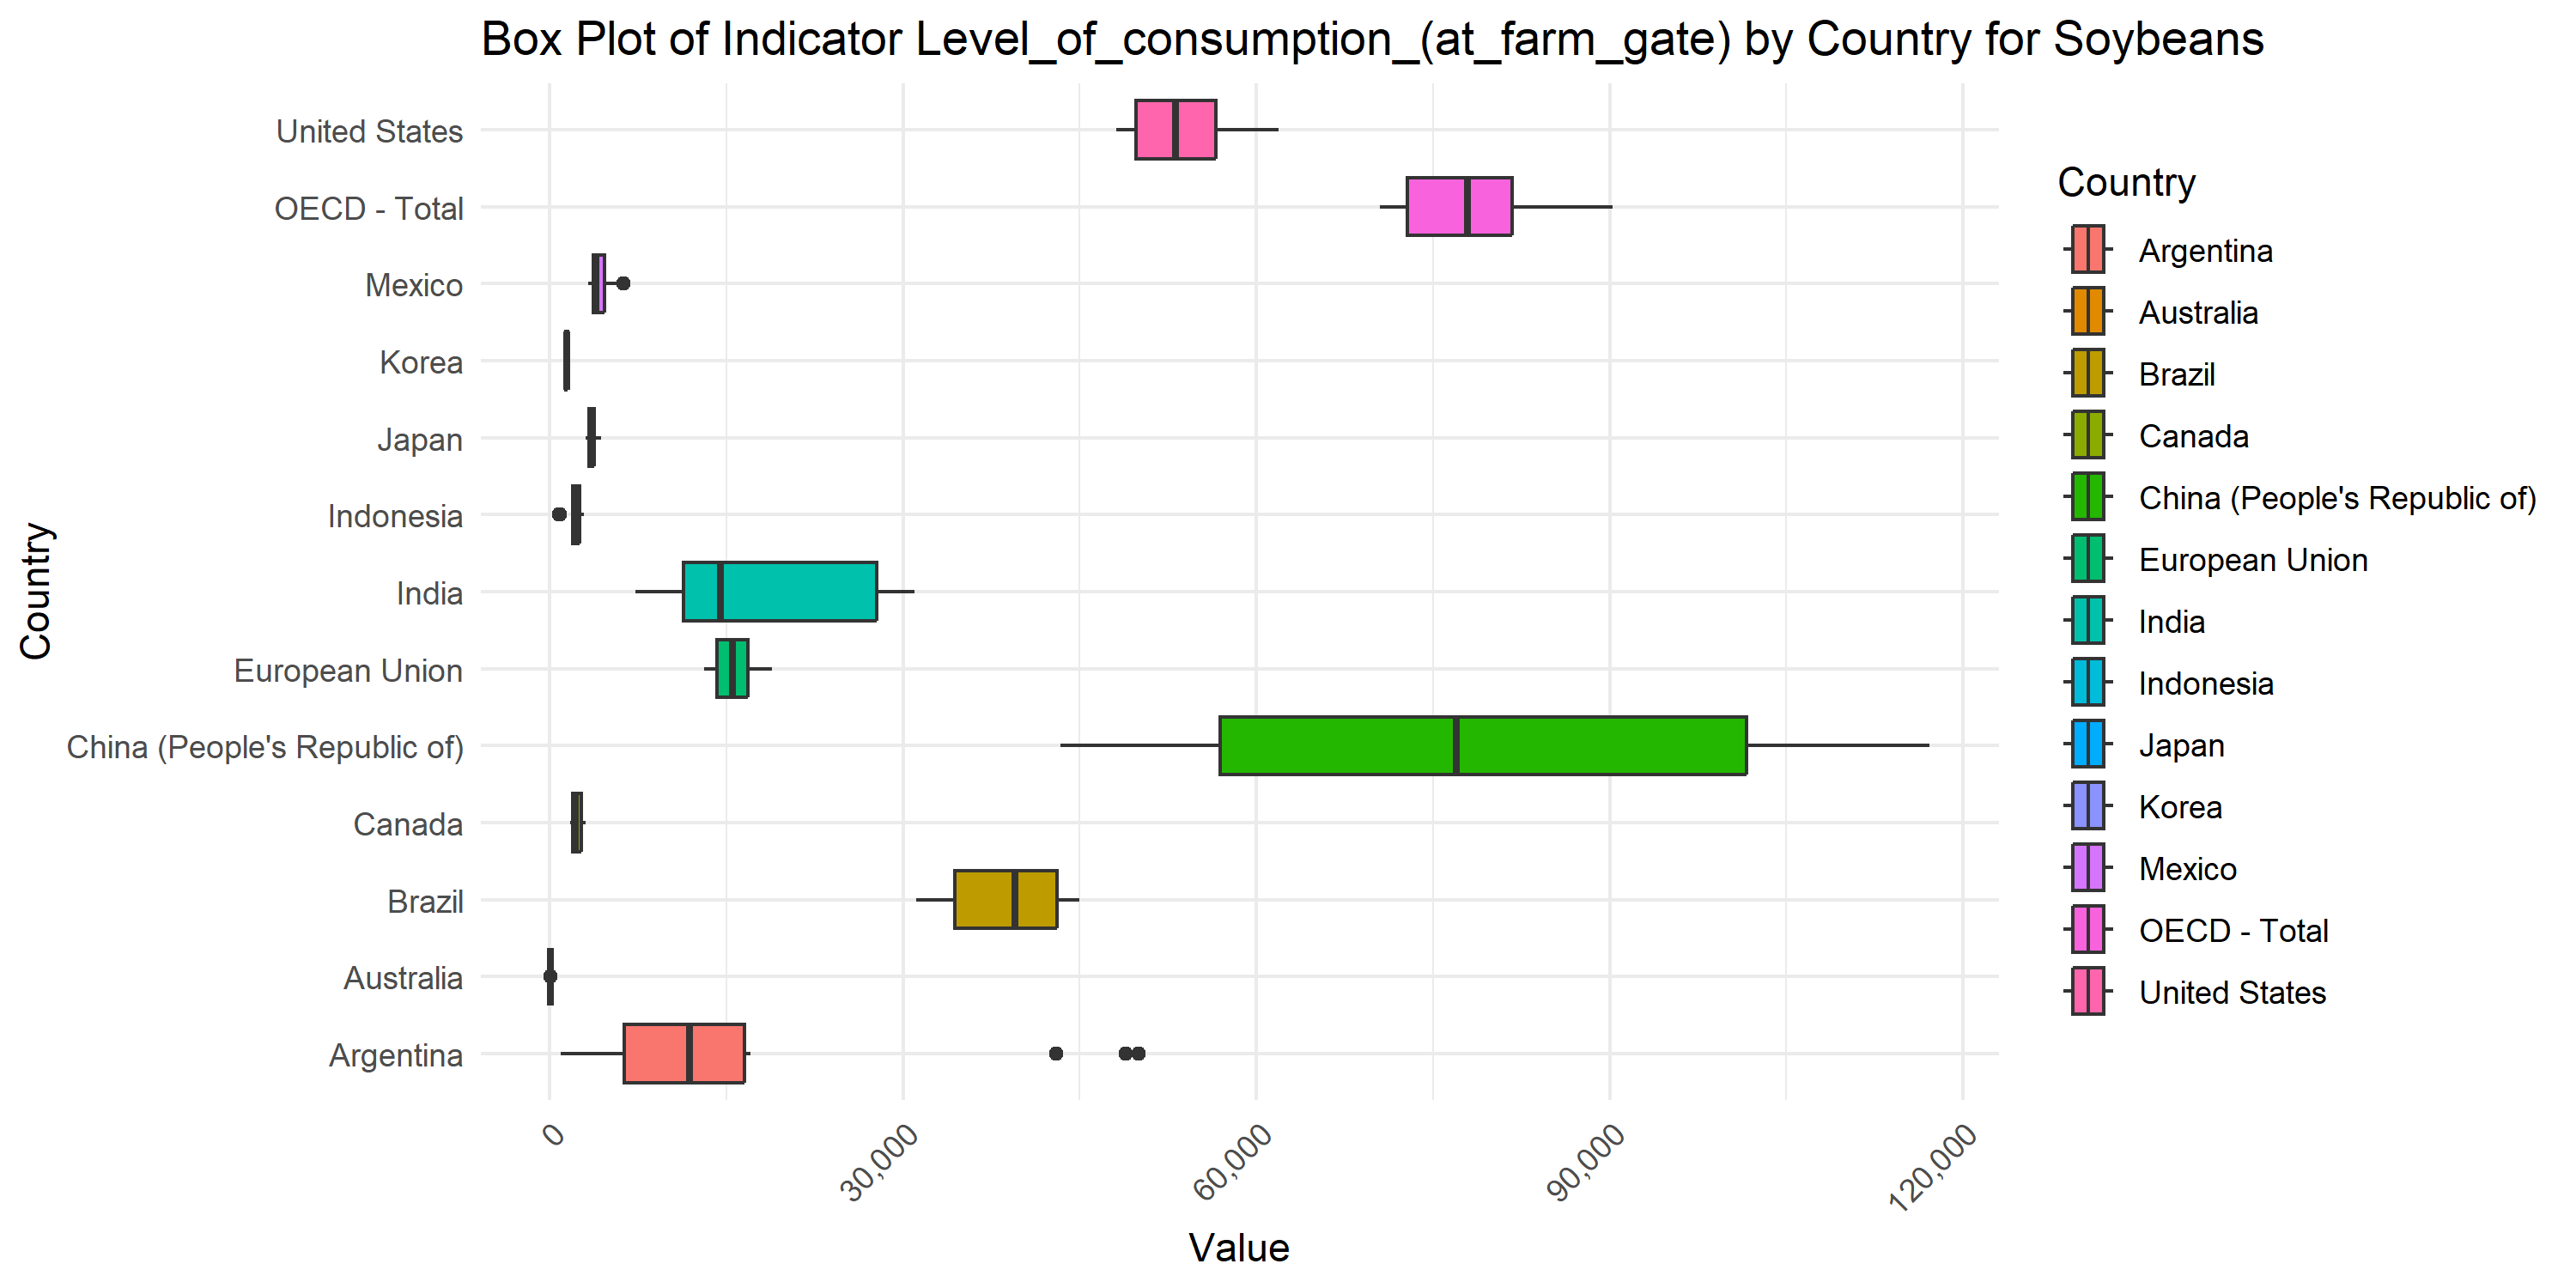 Box Plot of Indicator Level_of_consumption_(at_farm_gate) by Country for Soybeans
Country
United States
OECD - Total
Mexico
Korea
Japan
Indonesia
India
European Union
China (People's Republic of)
Canada
Brazil
Australia
Argentina
0
30,000
60,000
90,000
120,000
Value
Country
Argentina
Australia
Brazil
Canada
China (People's Republic of)
European Union
India
Indonesia
Japan
Korea
Mexico
OECD - Total
United States